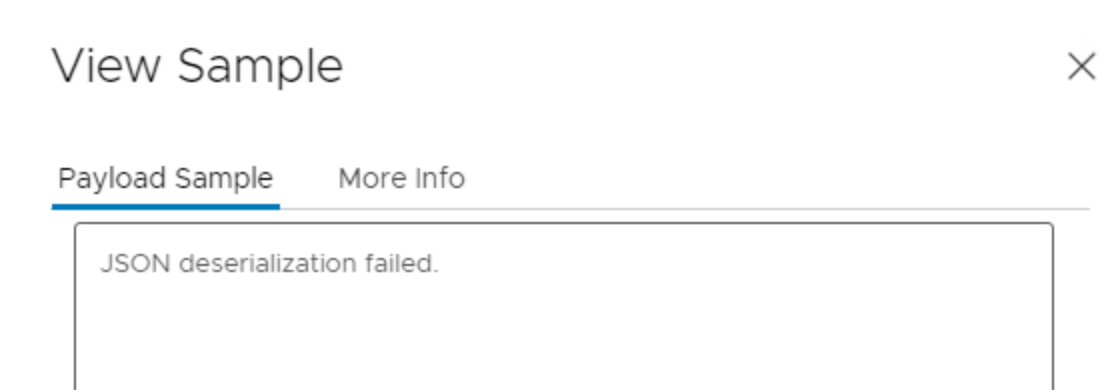 View Sample
Payload Sample
More Info
JSON deserialization failed.